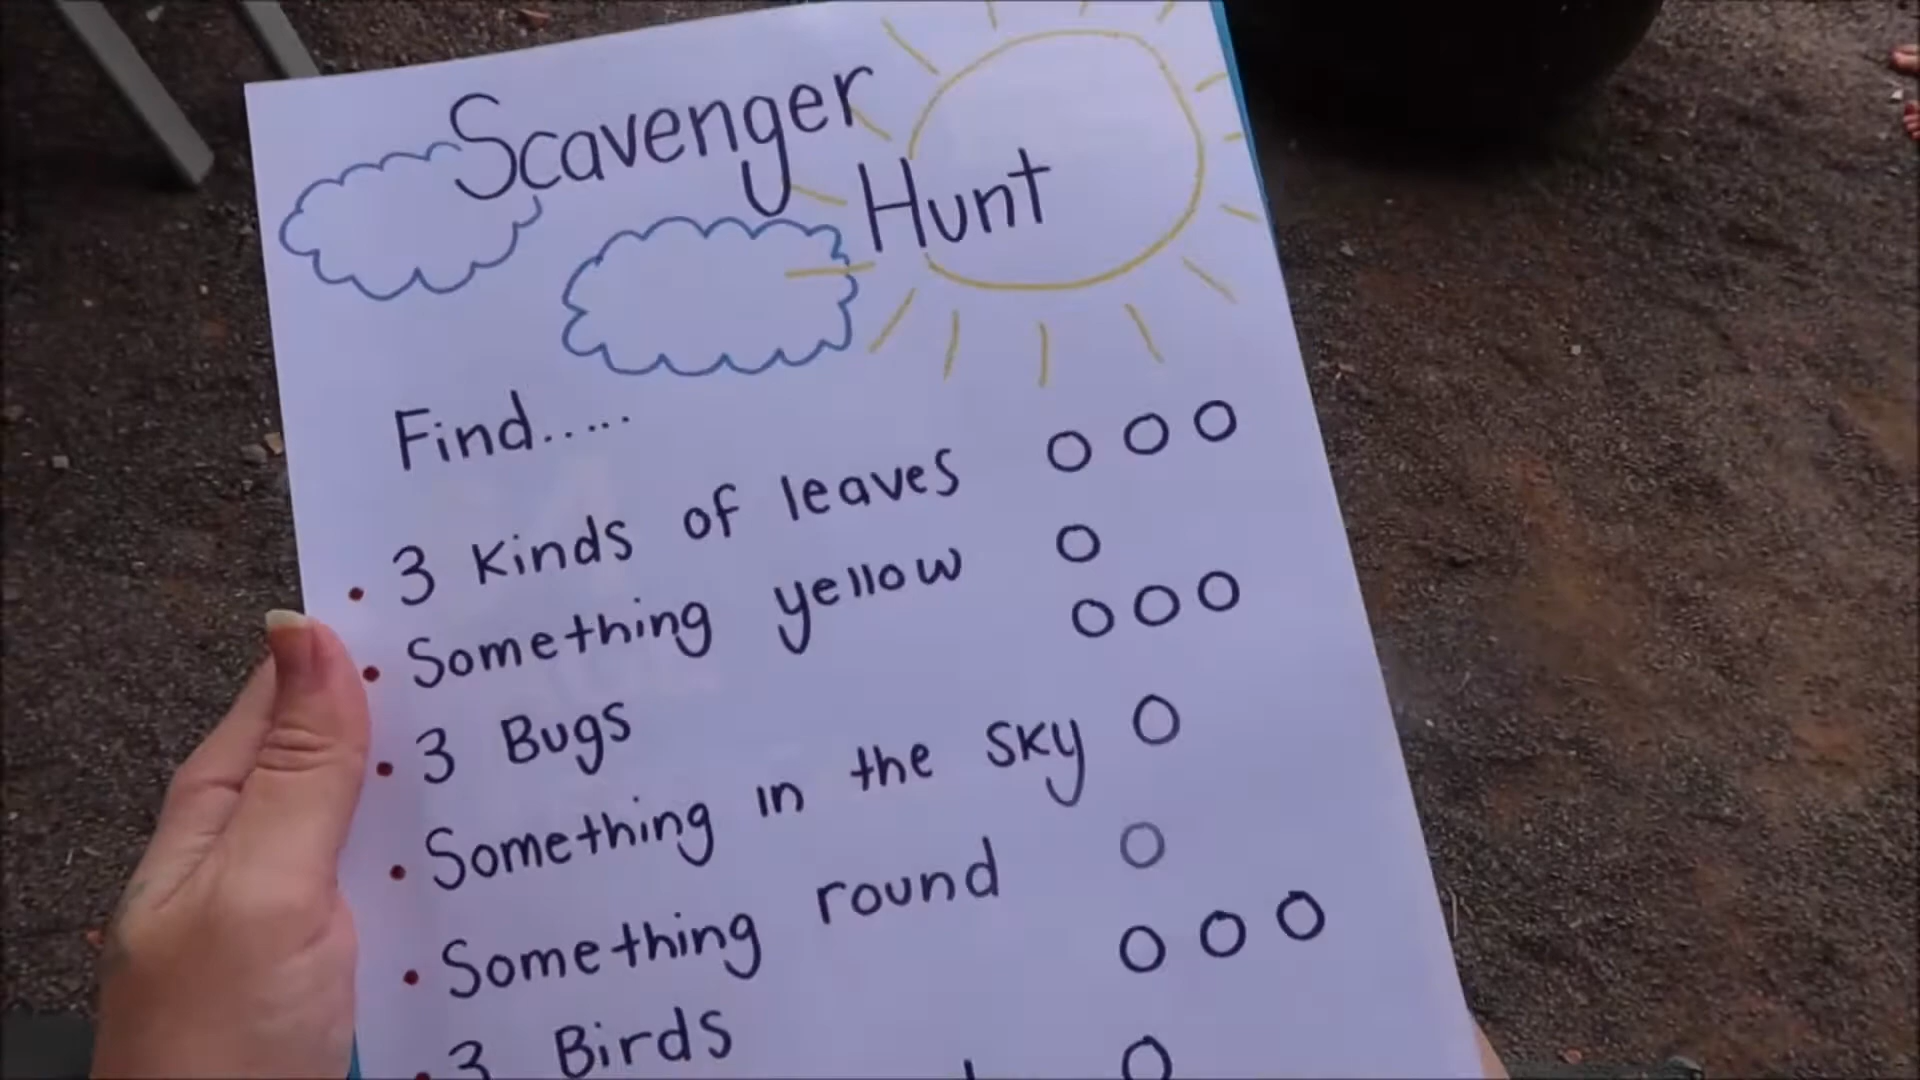 Scavenger
Hunt
Find.....
• 3 kinds of leaves
• Something yellow
• 3 Bugs
• Something in the sky
• Something round
• 3 Birds